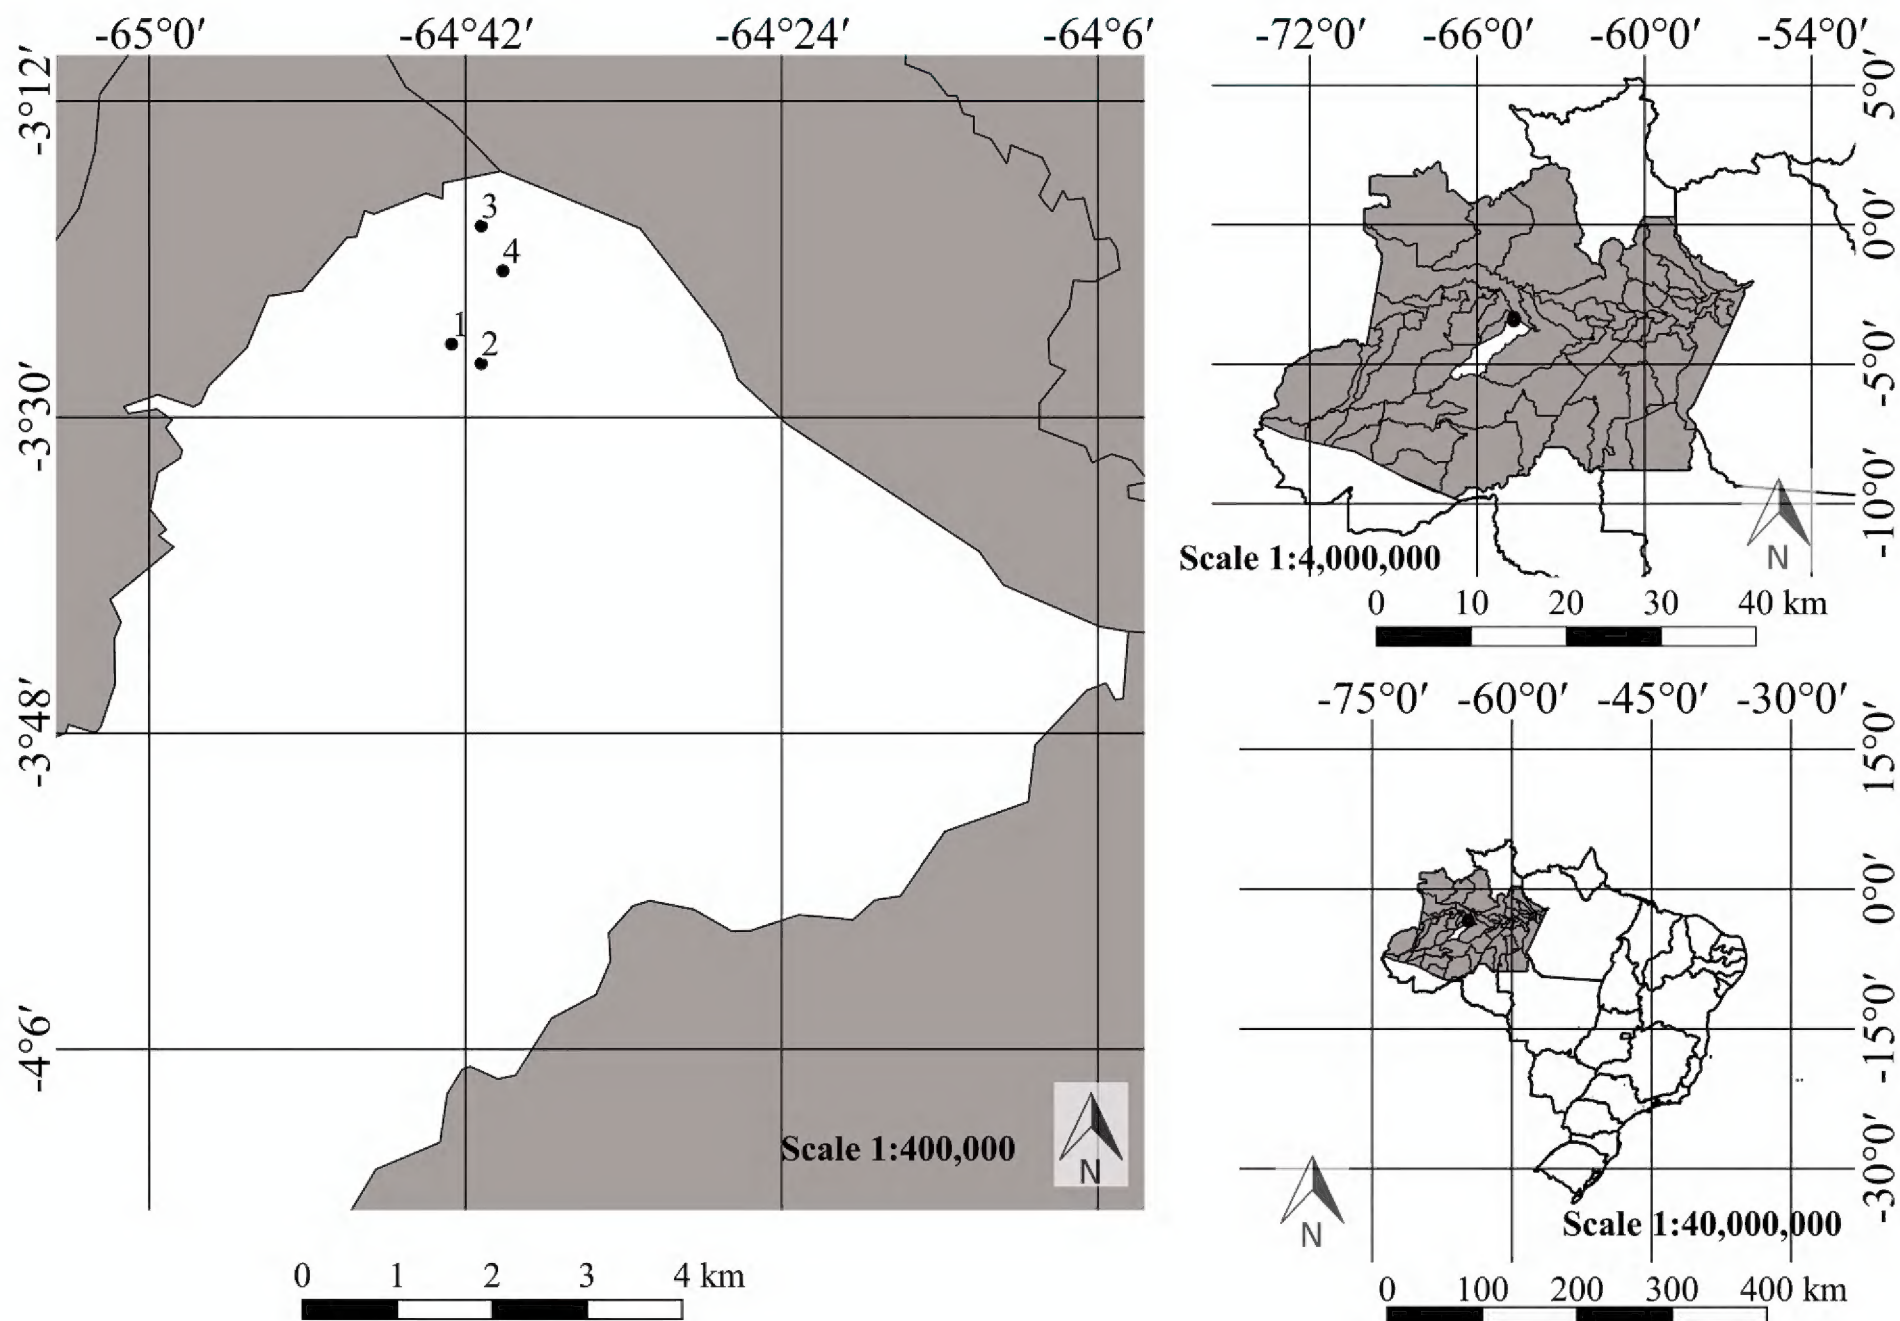 -65°0′ -64°42′ -64°24′ -64°6′
-3°12′
-3°30′
-3°48′
-4°6′
3
4
1
2
Scale 1:400,000
N
0 1 2 3 4 km
-72°0′ -66°0′ -60°0′ -54°0′
5°0′
0°0′
-5°0′
-10°0′
N
Scale 1:4,000,000
0 10 20 30 40 km
-75°0′ -60°0′ -45°0′ -30°0′
15°0′
0°0′
-15°0′
-30°0′
N
Scale 1:40,000,000
0 100 200 300 400 km